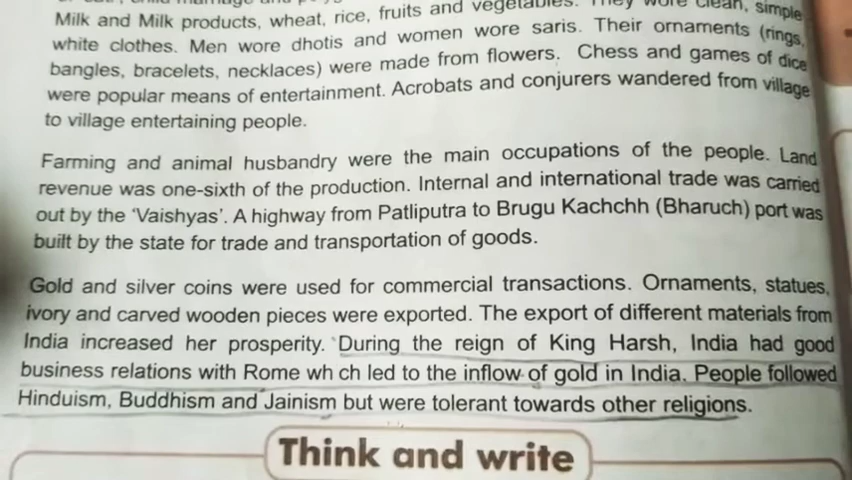 Milk and Milk products, wheat, rice, fruits and vegetables. They wore clean, simple
white clothes. Men wore dhotis and women wore saris. Their ornaments (rings,
bangles, bracelets, necklaces) were made from flowers. Chess and games of dice
were popular means of entertainment. Acrobats and conjurers wandered from village
to village entertaining people.
Farming and animal husbandry were the main occupations of the people. Land
revenue was one-sixth of the production. Internal and international trade was carried
out by the 'Vaishyas'. A highway from Patliputra to Brugu Kachchh (Bharuch) port was
built by the state for trade and transportation of goods.
Gold and silver coins were used for commercial transactions. Ornaments, statues,
ivory and carved wooden pieces were exported. The export of different materials from
India increased her prosperity. During the reign of King Harsh, India had good
business relations with Rome wh ch led to the inflow of gold in India. People followed
Hinduism, Buddhism and Jainism but were tolerant towards other religions.
Think and write